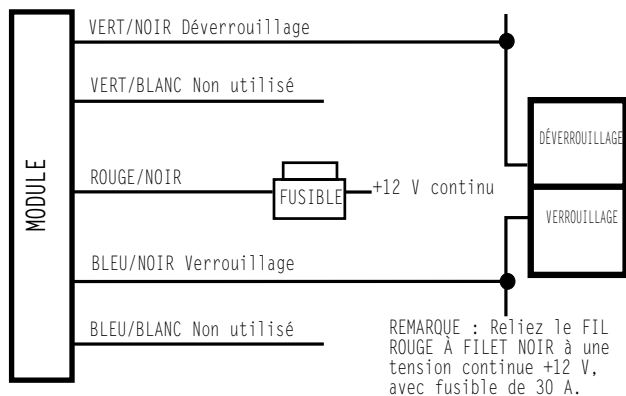 VERT/NOIR Déverrouillage
VERT/BLANC Non utilisé
DÉVERROUILLAGE
MODULE
ROUGE/NOIR
FUSIBLE
+12 V continu
VERROUILLAGE
BLEU/NOIR Verrouillage
BLEU/BLANC Non utilisé
REMARQUE : Reliez le FIL
ROUGE À FILET NOIR à une
tension continue +12 V,
avec fusible de 30 A.